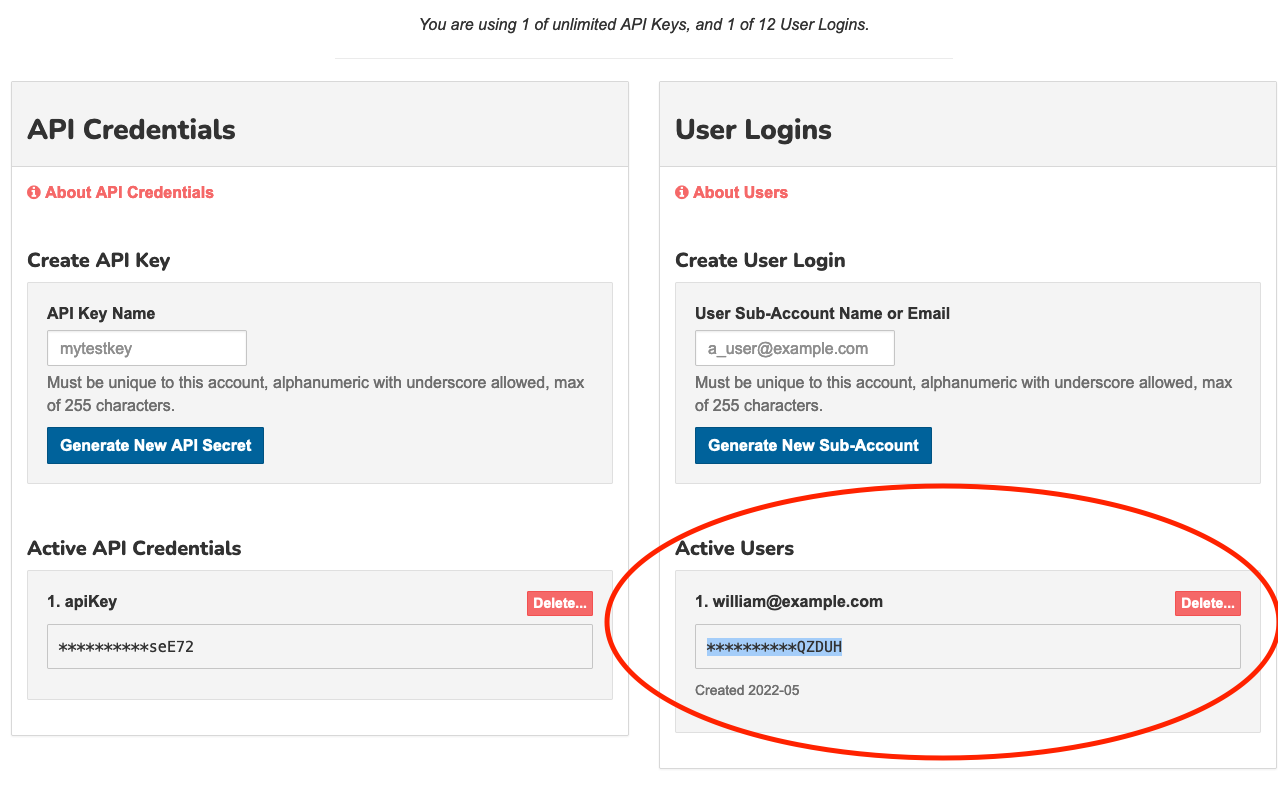 You are using 1 of unlimited API Keys, and 1 of 12 User Logins.
API Credentials
About API Credentials
Create API Key
API Key Name
mytestkey
Must be unique to this account, alphanumeric with underscore allowed, max
of 255 characters.
Generate New API Secret
Active API Credentials
1. apiKey
Delete...
**********seE72
User Logins
About Users
Create User Login
User Sub-Account Name or Email
a_user@example.com
Must be unique to this account, alphanumeric with underscore allowed, max
of 255 characters.
Generate New Sub-Account
Active Users
1. william@example.com
Delete...
**********QZDUH
Created 2022-05